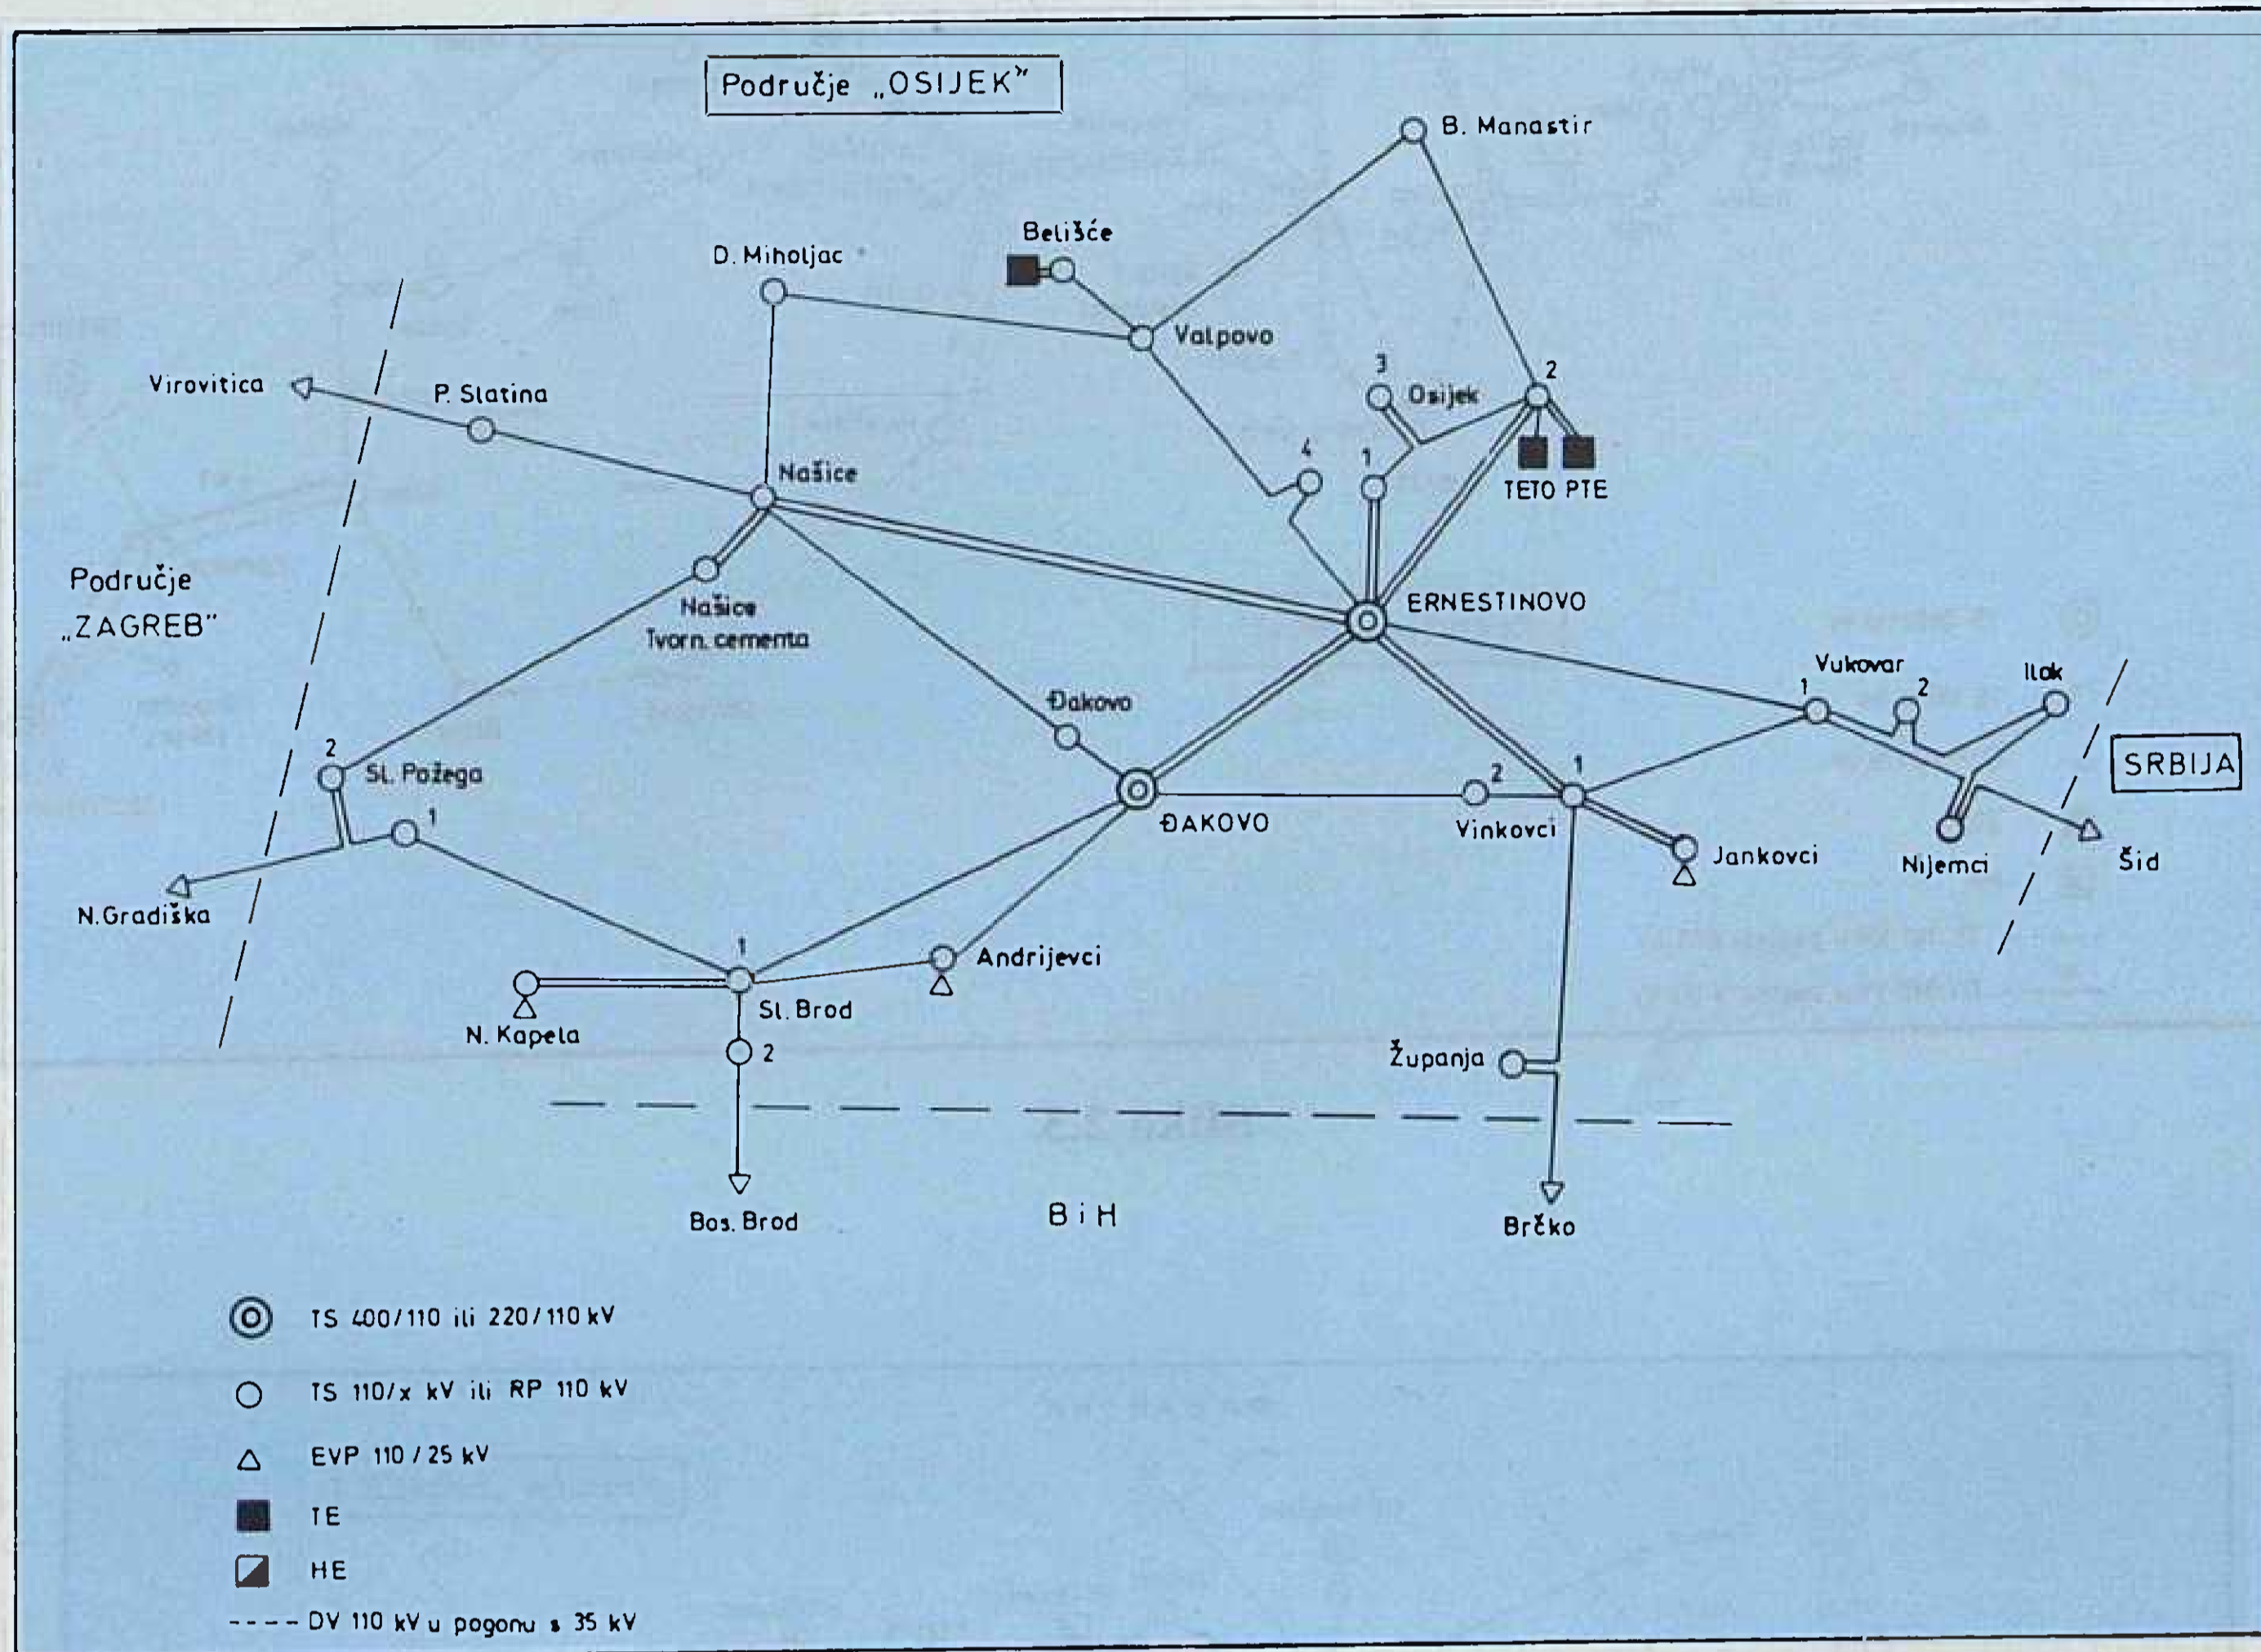 Područje „OSIJEK”
B. Manastir
Belišće
D. Miholjac
Valpovo
Virovitica
P. Slatina
3
Osijek
2
4
1
TETO PTE
Našice
Našice
Tvorn. cementa
Područje
„ZAGREB”
ERNESTINOVO
Vukovar
1
2
Ilok
SRBIJA
Đakovo
2
Sl. Požega
1
ĐAKOVO
2
1
Vinkovci
Jankovci
Nijemci
Šid
N.Gradiška
1
Andrijevci
Sl. Brod
N. Kapela
2
Županja
Bos. Brod
BiH
Brčko
TS 400/110 ili 220/110 kV
TS 110/x kV ili RP 110 kV
EVP 110/25 kV
TE
HE
DV 110 kV u pogonu s 35 kV